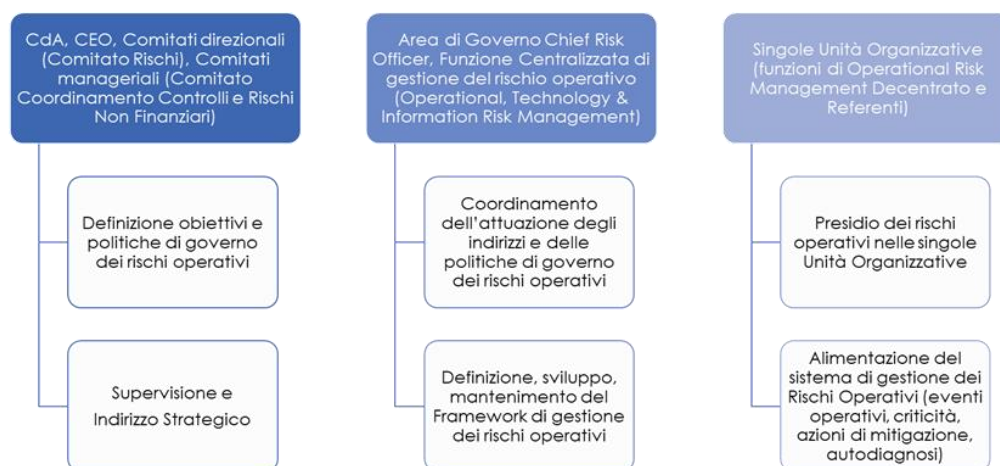 CdA, CEO, Comitati direzionali
(Comitato Rischi), Comitati
manageriali (Comitato
Coordinamento Controlli e Rischi
Non Finanziari)
Definizione obiettivi e
politiche di governo
dei rischi operativi
Supervisione e
Indirizzo Strategico
Area di Governo Chief Risk
Officer, Funzione Centralizzata di
gestione del rischio operativo
(Operational, Technology &
Information Risk Management)
Coordinamento
dell'attuazione degli
indirizzi e delle
politiche di governo
dei rischi operativi
Definizione, sviluppo,
mantenimento del
Framework di gestione
dei rischi operativi
Singole Unità Organizzative
(funzioni di Operational Risk
Management Decentrato e
Referenti)
Presidio dei rischi
operativi nelle singole
Unità Organizzative
Alimentazione del
sistema di gestione dei
Rischi Operativi (eventi
operativi, criticità,
azioni di mitigazione,
autodiagnosi)